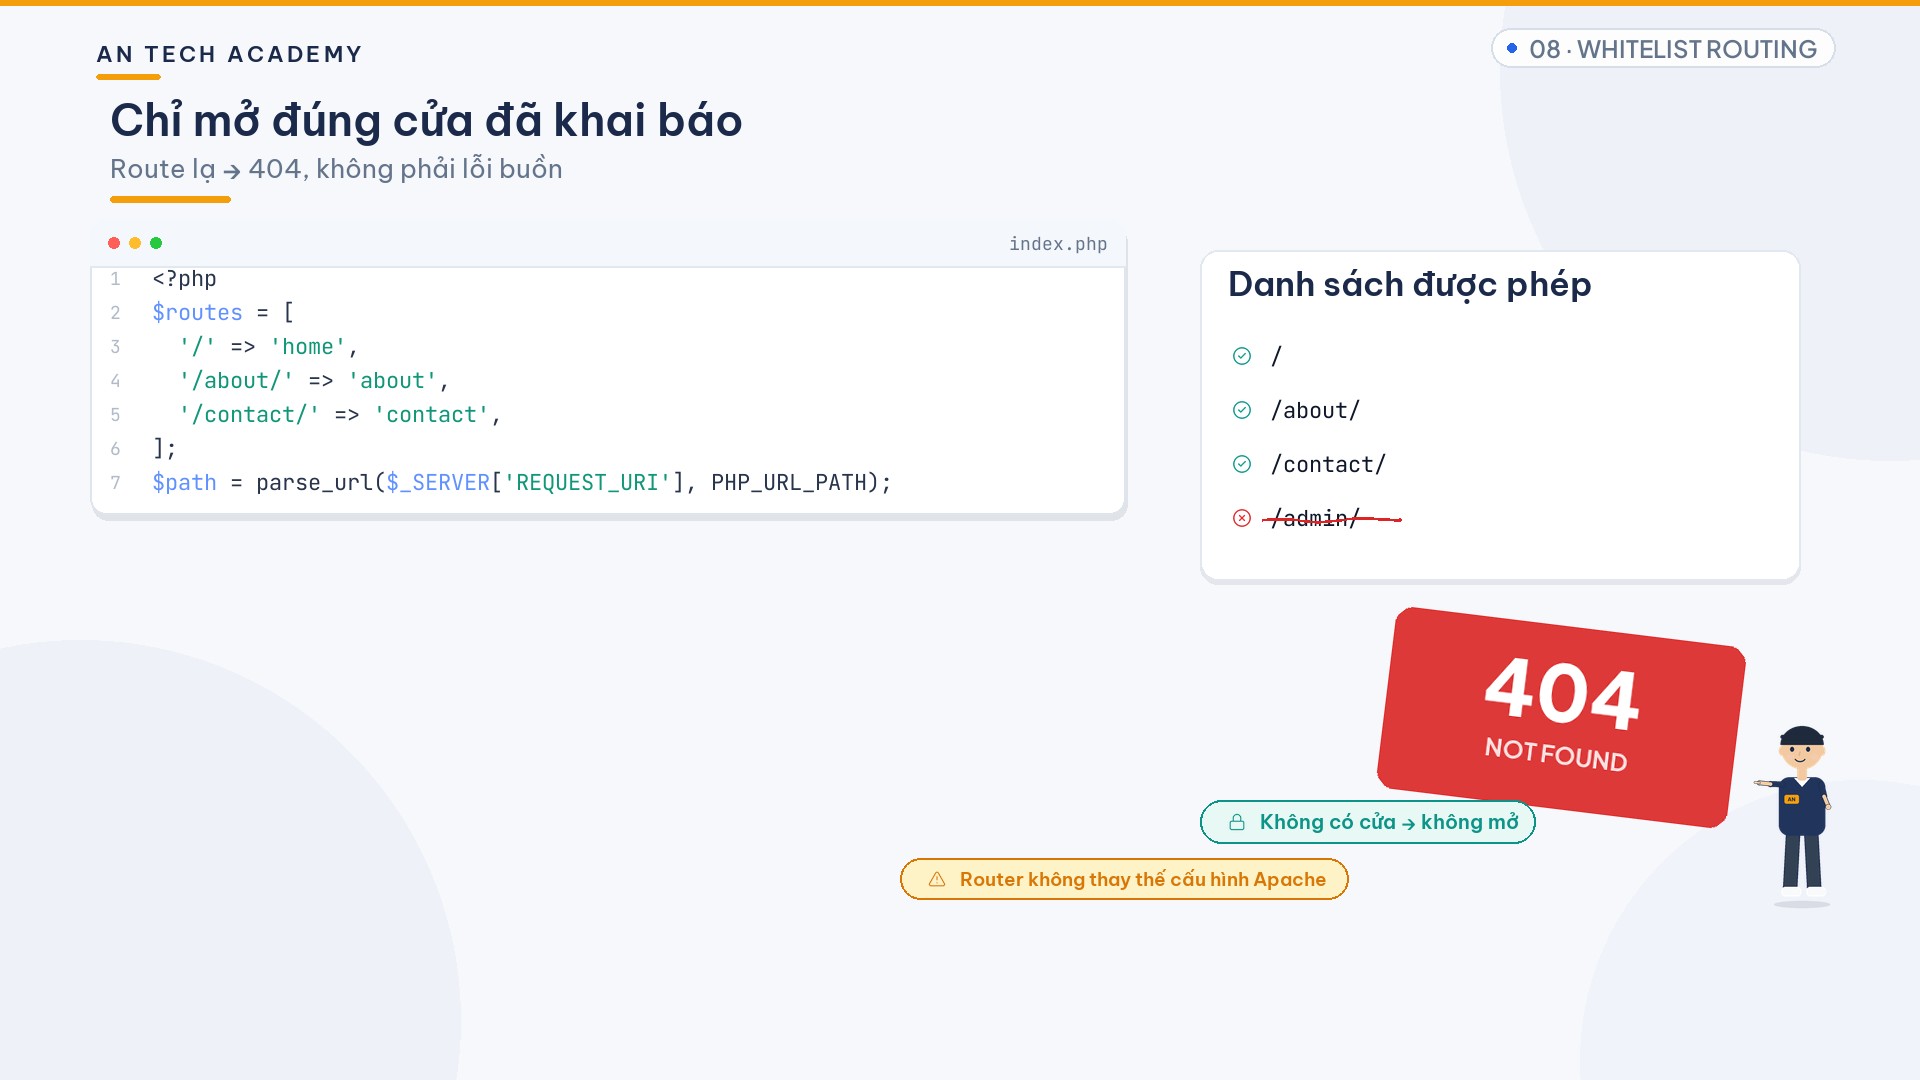 AN TECH ACADEMY
08 · WHITELIST ROUTING
Chỉ mở đúng cửa đã khai báo
Route lạ → 404, không phải lỗi buồn
index.php
1 <?php
2 $routes = [
3   '/' => 'home',
4   '/about/' => 'about',
5   '/contact/' => 'contact',
6 ];
7 $path = parse_url($_SERVER['REQUEST_URI'], PHP_URL_PATH);
Danh sách được phép
/
/about/
/contact/
/admin/
404
NOT FOUND
AN
Không có cửa → không mở
Router không thay thế cấu hình Apache